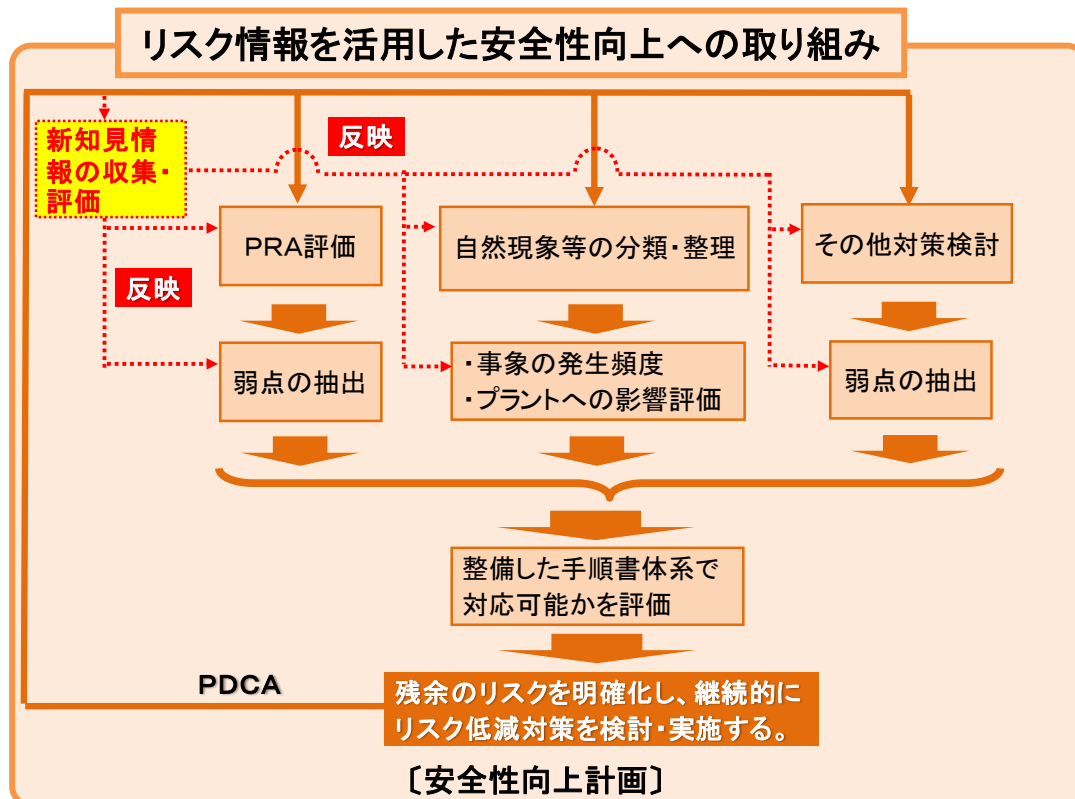 リスク情報を活用した安全性向上への取り組み
新知見情
報の収集・
評価
反映
PRA評価
自然現象等の分類・整理
その他対策検討
反映
弱点の抽出
・事象の発生頻度
・プラントへの影響評価
弱点の抽出
整備した手順書体系で
対応可能かを評価
PDCA
残余のリスクを明確化し、継続的に
リスク低減対策を検討・実施する。
〔安全性向上計画〕